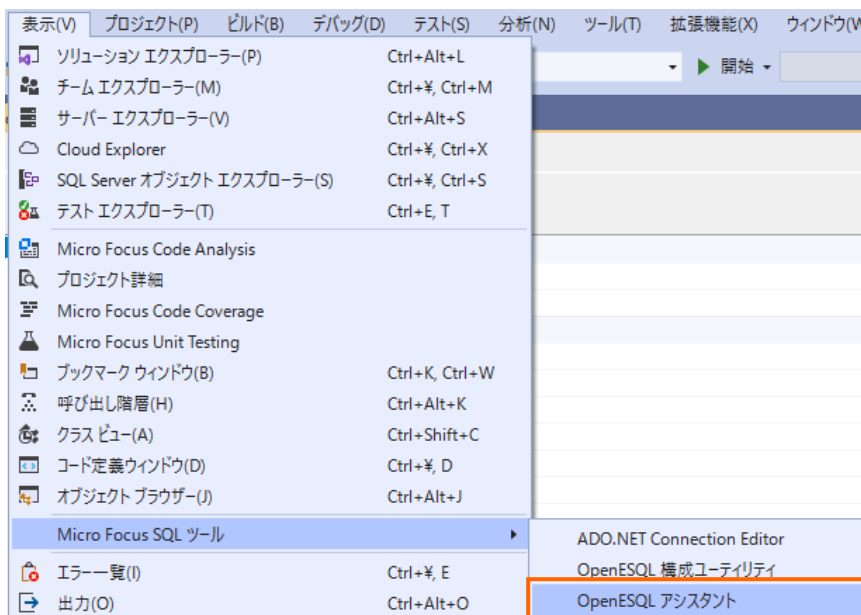 表示(V) プロジェクト(P) ビルド(B) デバッグ(D) テスト(S) 分析(N) ツール(T) 拡張機能(X) ウィンドウ(W
ソリューション エクスプローラー(P) Ctrl+Alt+L
開始
チーム エクスプローラー(M) Ctrl+¥, Ctrl+M
サーバー エクスプローラー(V) Ctrl+Alt+S
Cloud Explorer Ctrl+¥, Ctrl+X
SQL Server オブジェクト エクスプローラー(S) Ctrl+¥, Ctrl+S
テスト エクスプローラー(T) Ctrl+E, T
Micro Focus Code Analysis
プロジェクト詳細
Micro Focus Code Coverage
Micro Focus Unit Testing
ブックマーク ウィンドウ(B) Ctrl+K, Ctrl+W
呼び出し階層(H) Ctrl+Alt+K
クラス ビュー(A) Ctrl+Shift+C
コード定義ウィンドウ(D) Ctrl+¥, D
オブジェクト ブラウザー(J) Ctrl+Alt+J
Micro Focus SQL ツール
ADO.NET Connection Editor
エラー一覧(I) Ctrl+¥, E
OpenESQL 構成ユーティリティ
出力(O) Ctrl+Alt+O
OpenESQL アシスタント